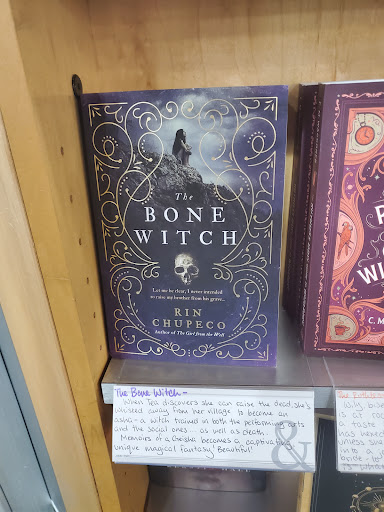 The
BONE
WITCH
Let me be clear, I never intended
to raise my brother from his grave...
RIN
CHUPECO
Author of The Girl from the Well
The Bone Witch -
When Tea discovers she can raise the dead, she's
whisked away from her village to become an
asha - a witch trained in both the performing arts
and the social ones... as well as death.
Memoirs of a Geisha becomes a captivating
unique magical fantasy! Beautiful!
&
W
C.M.